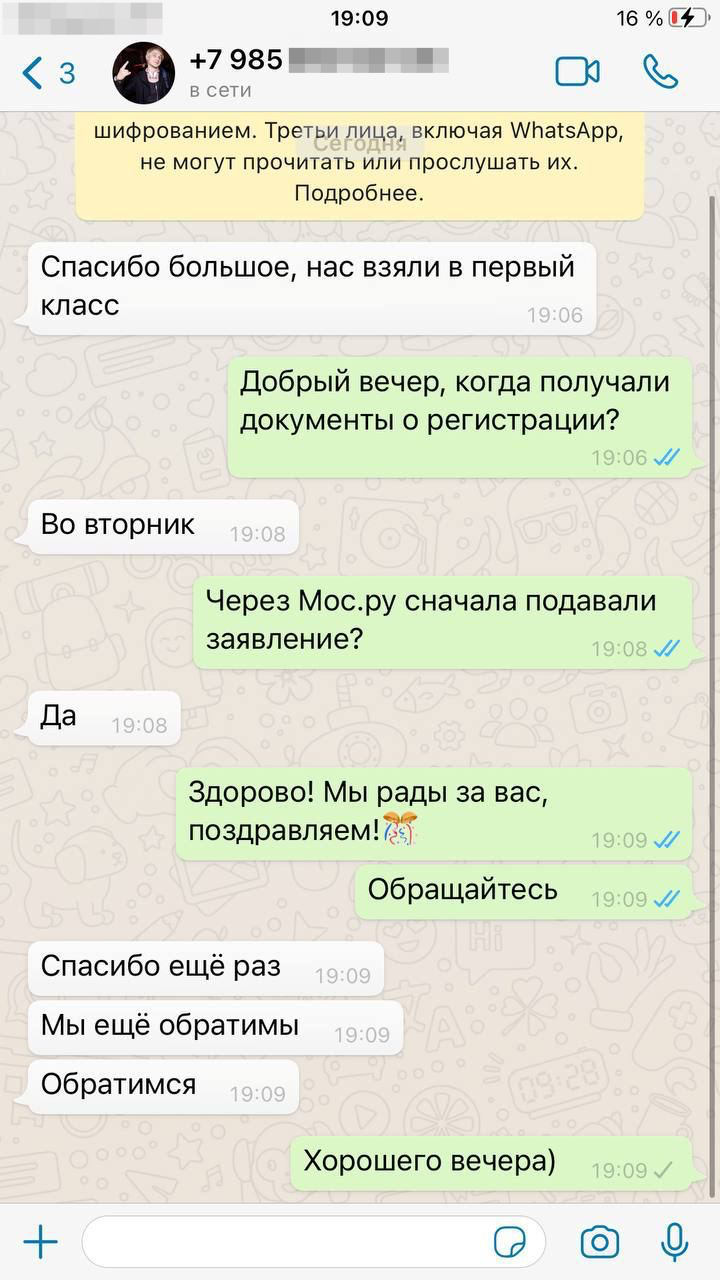 19:09
16 %
3
+7 985
в сети
шифрованием. Третьи лица, включая WhatsApp,
Сегодня
не могут прочитать или прослушать их.
Подробнее.
Спасибо большое, нас взяли в первый
класс
19:06
Добрый вечер, когда получали
документы о регистрации?
19:06
Во вторник 19:08
Через Мос.ру сначала подавали
заявление?
19:08
Да 19:08
Здорово! Мы рады за вас,
поздравляем!🎊 19:09
Обращайтесь 19:09
Спасибо ещё раз 19:09
Мы ещё обратимы 19:09
Обратимся 19:09
Хорошего вечера) 19:09